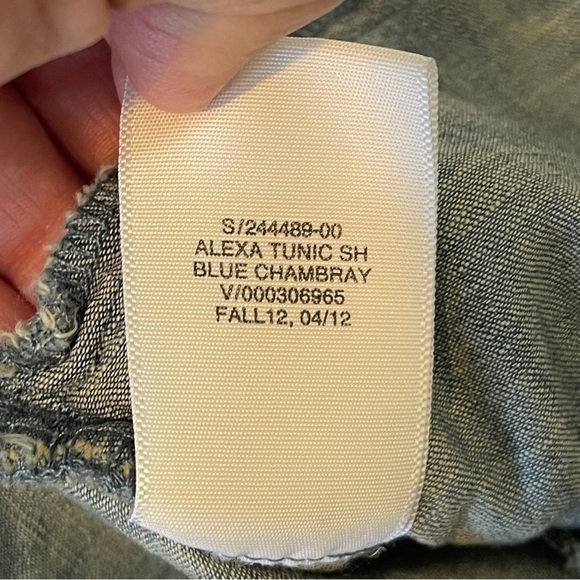 S/244489-00
ALEXA TUNIC SH
BLUE CHAMBRAY
V/000306965
FALL12, 04/12